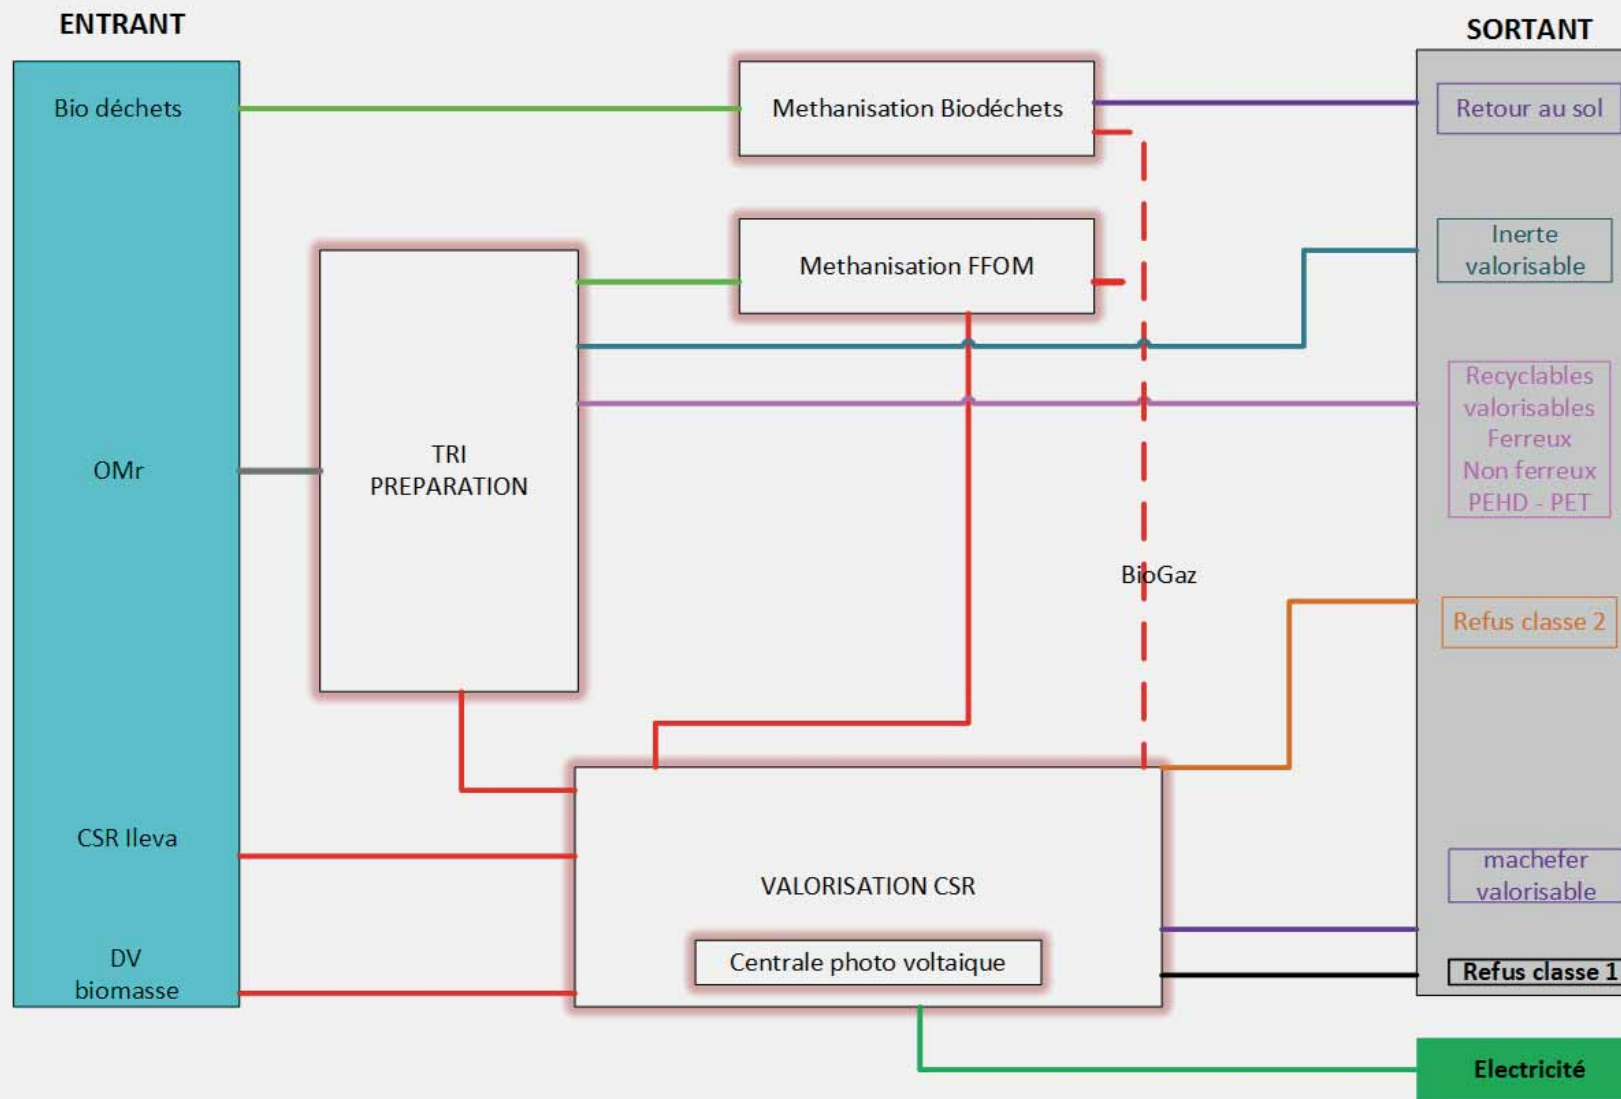 ENTRANT
SORTANT
Bio déchets
Methanisation Biodéchets
Retour au sol
Methanisation FFOM
Inerte
valorisable
Recyclables
valorisables
Ferreux
Non ferreux
PEHD - PET
OMr
TRI
PREPARATION
BioGaz
Refus classe 2
CSR Ileva
VALORISATION CSR
machefer
valorisable
DV
biomasse
Centrale photo voltaique
Refus classe 1
Electricité